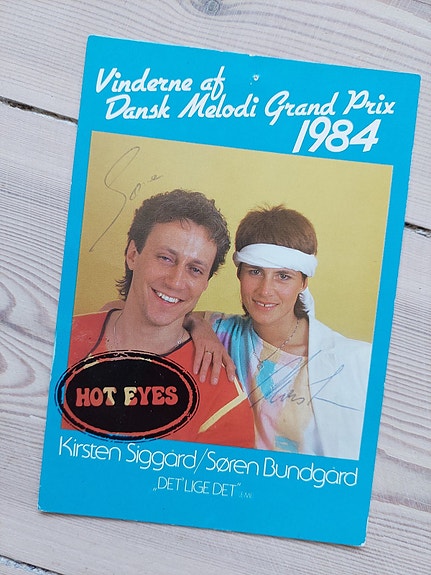 Vinderne af
Dansk Melodi Grand Prix
1984
HOT EYES
Kirsten Siggård/Søren Bundgård
„DET' LIGE DET"